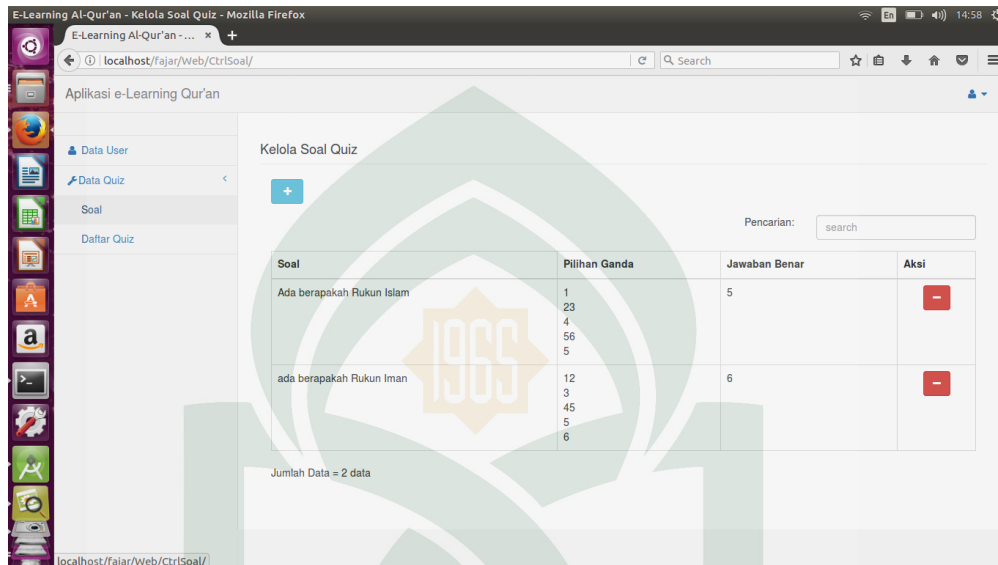 E-Learning Al-Qur'an - Kelola Soal Quiz - Mozilla Firefox
En
14:58
E-Learning Al-Qur'an - ... × +
localhost/fajar/Web/CtrlSoal/
Search
Aplikasi e-Learning Qur'an
Data User
Kelola Soal Quiz
Data Quiz
+
Soal
Pencarian: search
Daftar Quiz
Soal Pilihan Ganda Jawaban Benar Aksi
Ada berapakah Rukun Islam 1 5
23
4
56
5
ada berapakah Rukun Iman 12 6
3
45
5
6
1965
Jumlah Data = 2 data
localhost/fajar/Web/CtrlSoal/